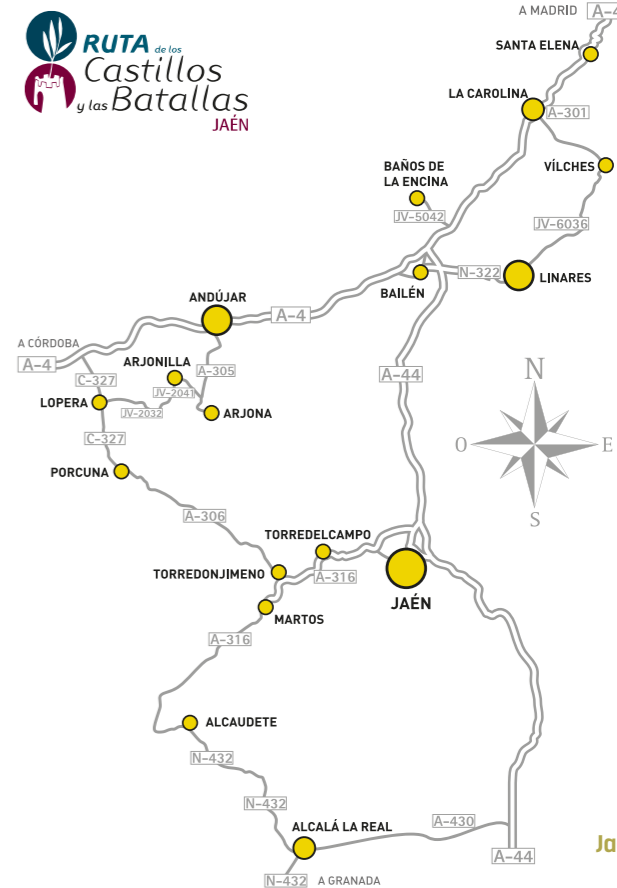 RUTA de los
Castillos
y las Batallas
JAÉN
A MADRID
A-4
SANTA ELENA
LA CAROLINA
A-301
BAÑOS DE
LA ENCINA
VÍLCHES
JV-5042
JV-6036
N-322
BAILÉN
LINARES
ANDÚJAR
A-4
A CÓRDOBA
A-4
ARJONILLA
A-305
A-44
C-327
JV-2041
LOPERA
JV-2032
ARJONA
N
O
E
S
C-327
PORCUNA
A-306
TORREDELCAMPO
TORREDONJIMENO
A-316
JAÉN
MARTOS
A-316
ALCAUDETE
N-432
N-432
ALCALÁ LA REAL
A-430
Ja
A-44
N-432
A GRANADA